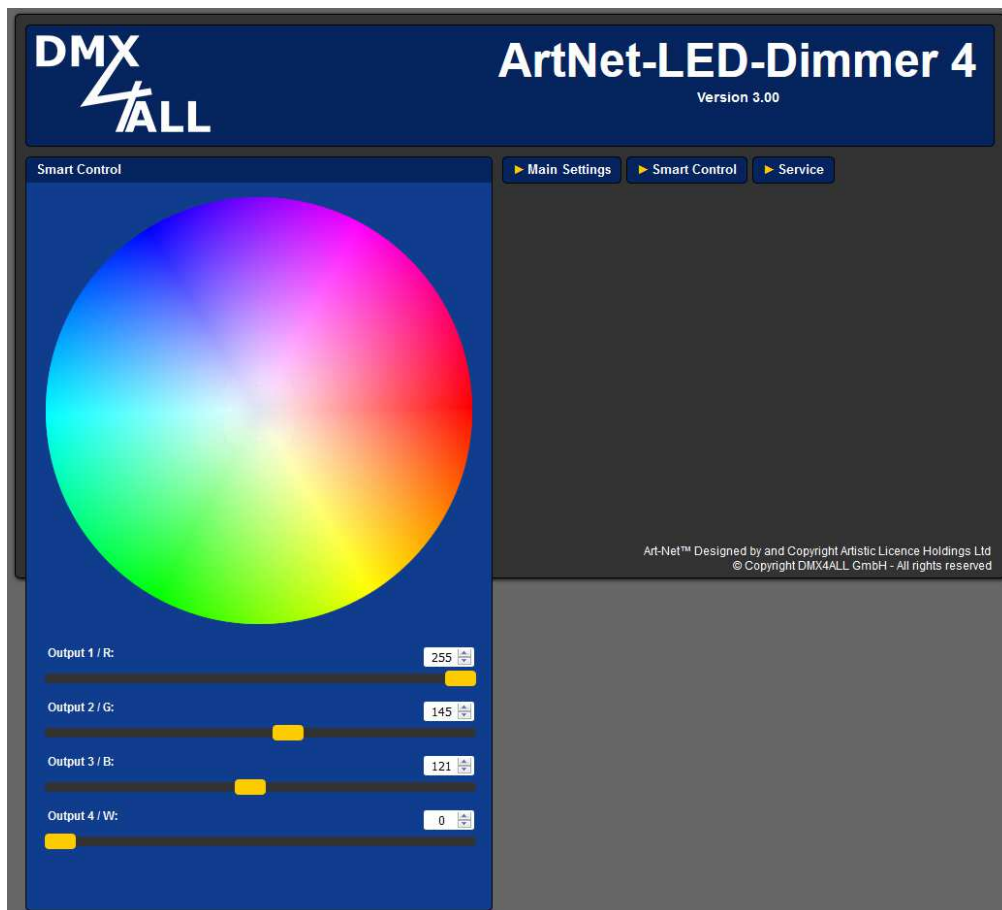 DMX
4ALL
ArtNet-LED-Dimmer 4
Version 3.00
Smart Control
Main Settings
Smart Control
Service
Art-Net™ Designed by and Copyright Artistic Licence Holdings Ltd
© Copyright DMX4ALL GmbH - All rights reserved
Output 1 / R:
255
Output 2 / G:
145
Output 3 / B:
121
Output 4 / W:
0